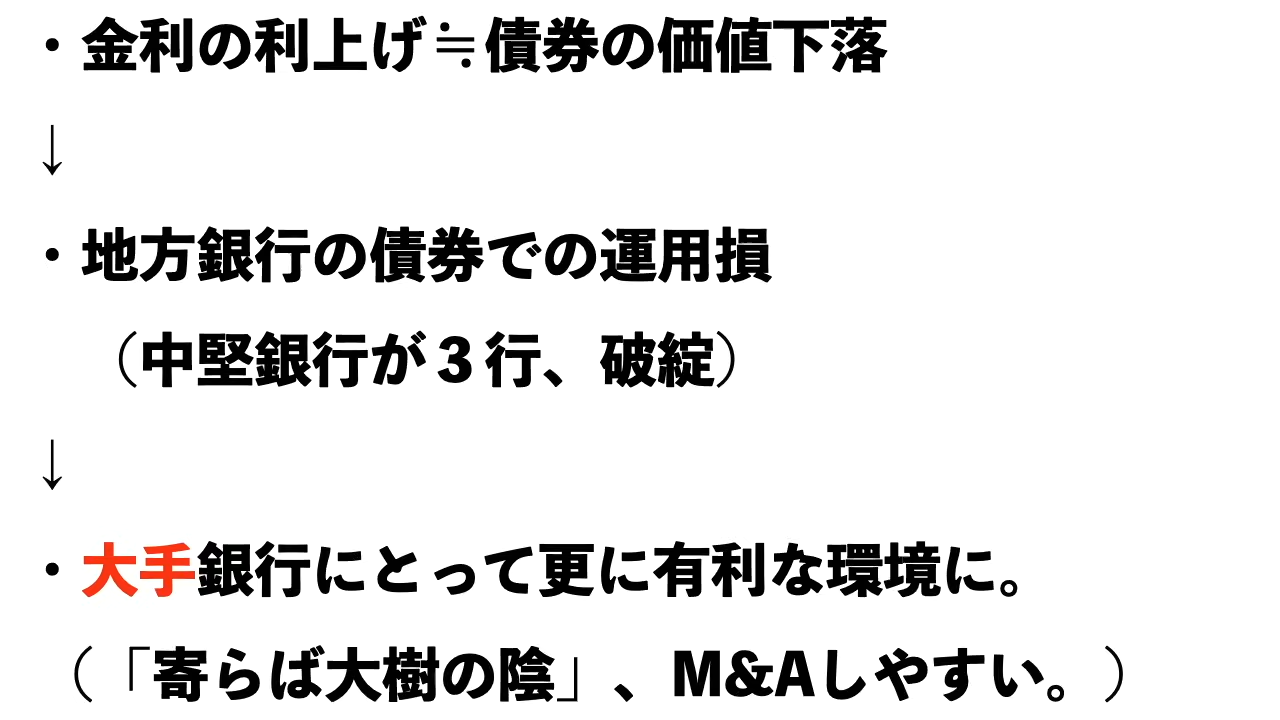 ・金利の利上げ≒債券の価値下落
↓
・地方銀行の債券での運用損
（中堅銀行が３行、破綻）
↓
・大手銀行にとって更に有利な環境に。
（「寄らば大樹の陰」、M&Aしやすい。）